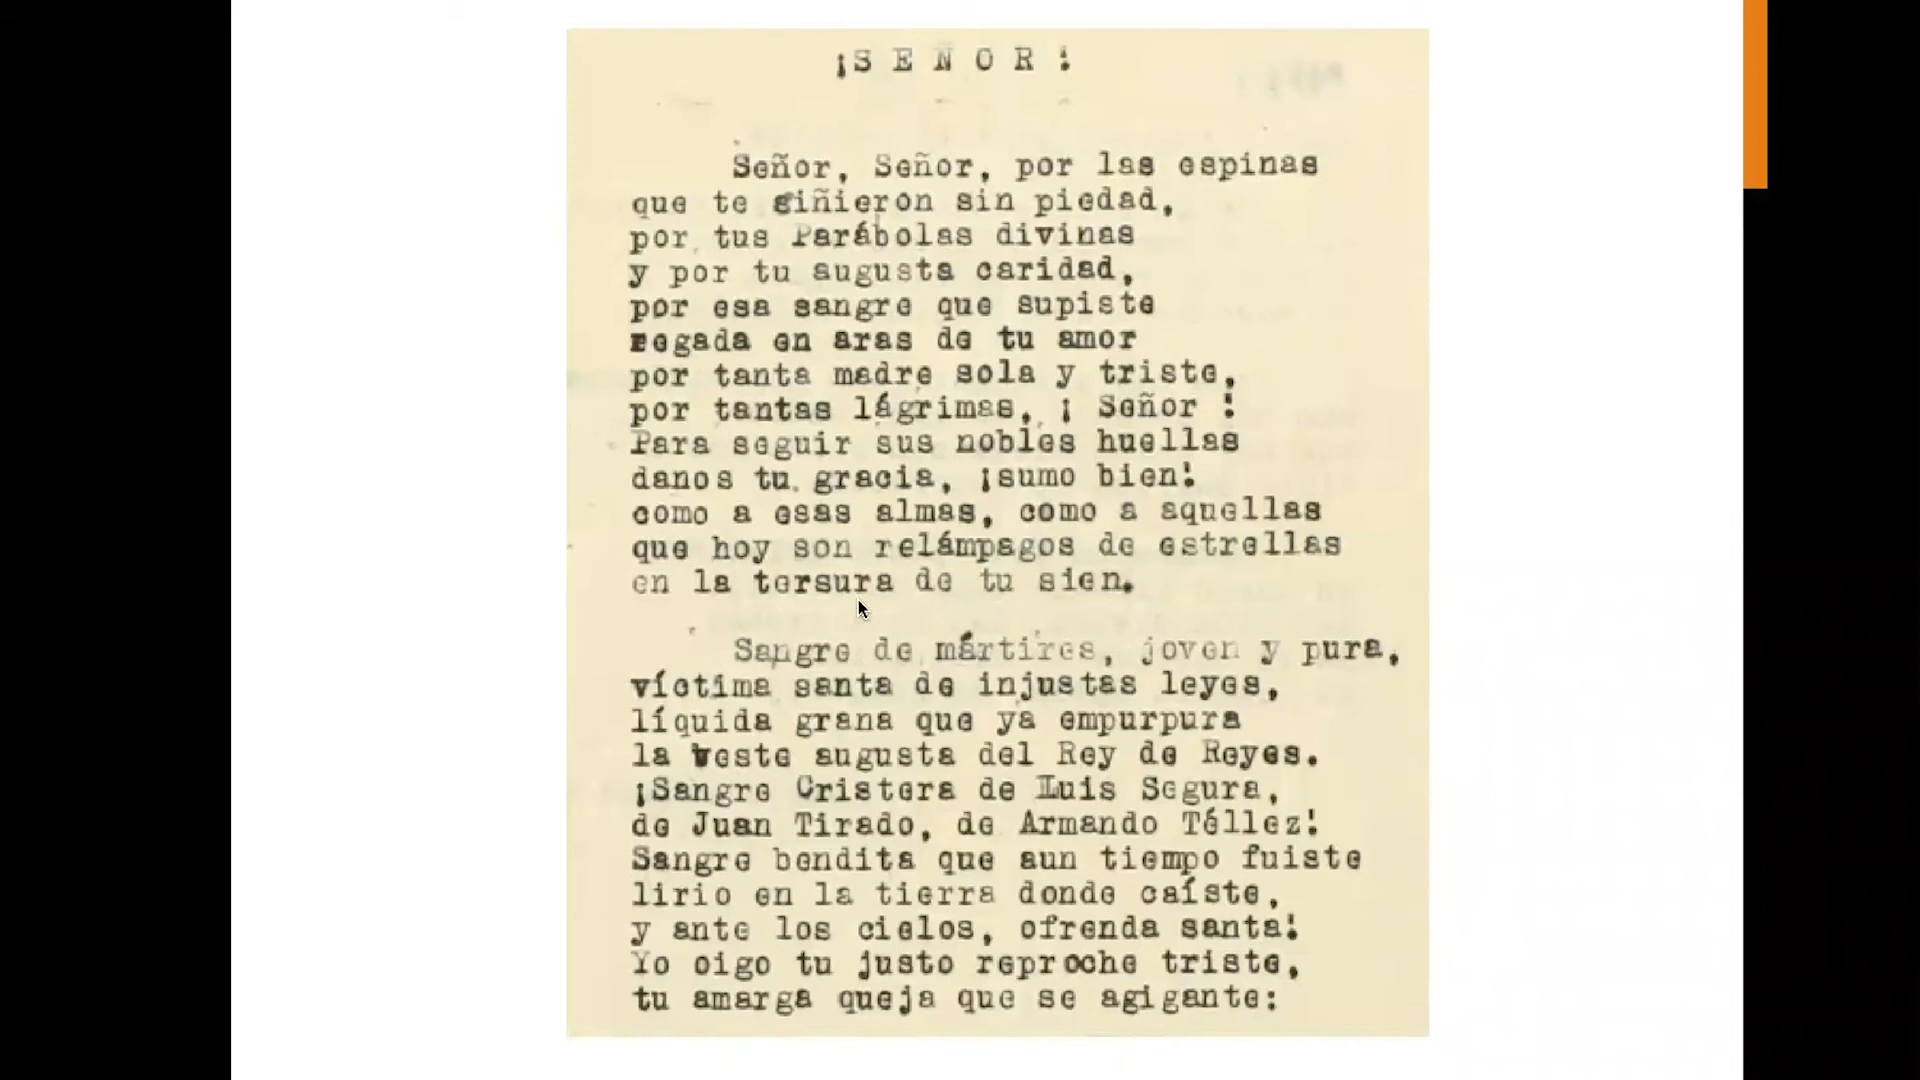 ¡S E Ñ O R !
Señor, Señor, por las espinas
que te giñieron sin piedad,
por tus Parábolas divinas
y por tu augusta caridad,
por esa sangre que supiste
regada en aras de tu amor
por tanta madre sola y triste,
por tantas lágrimas, ¡ Señor !
Para seguir sus nobles huellas
danos tu gracia, ¡sumo bien!
como a esas almas, como a aquellas
que hoy son relámpagos de estrellas
en la tersura de tu sien.
Sangre de mártires, joven y pura,
víctima santa de injustas leyes,
líquida grana que ya empurpura
la veste augusta del Rey de Reyes.
¡Sangre Cristera de Luis Segura,
de Juan Tirado, de Armando Téllez!
Sangre bendita que aun tiempo fuiste
lirio en la tierra donde caíste,
y ante los cielos, ofrenda santa!
Yo oigo tu justo reproche triste,
tu amarga queja que se agigante: